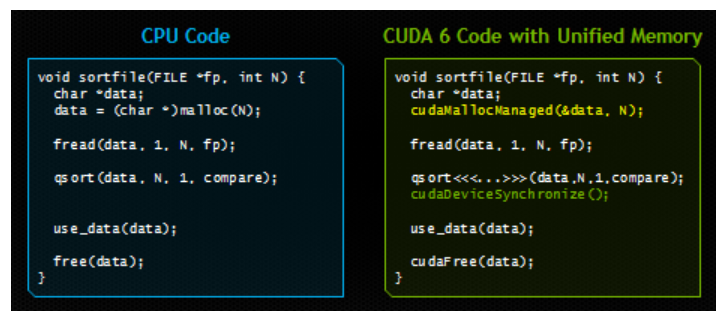 CPU Code
void sortfile(FILE *fp, int N) {
  char *data;
  data = (char *)malloc(N);

  fread(data, 1, N, fp);

  qsort(data, N, 1, compare);

  use_data(data);

  free(data);
}
CUDA 6 Code with Unified Memory
void sortfile(FILE *fp, int N) {
  char *data;
  cudaMallocManaged(&data, N);

  fread(data, 1, N, fp);

  qsort<<<...>>>(data,N,1,compare);
  cudaDeviceSynchronize();

  use_data(data);

  cudaFree(data);
}